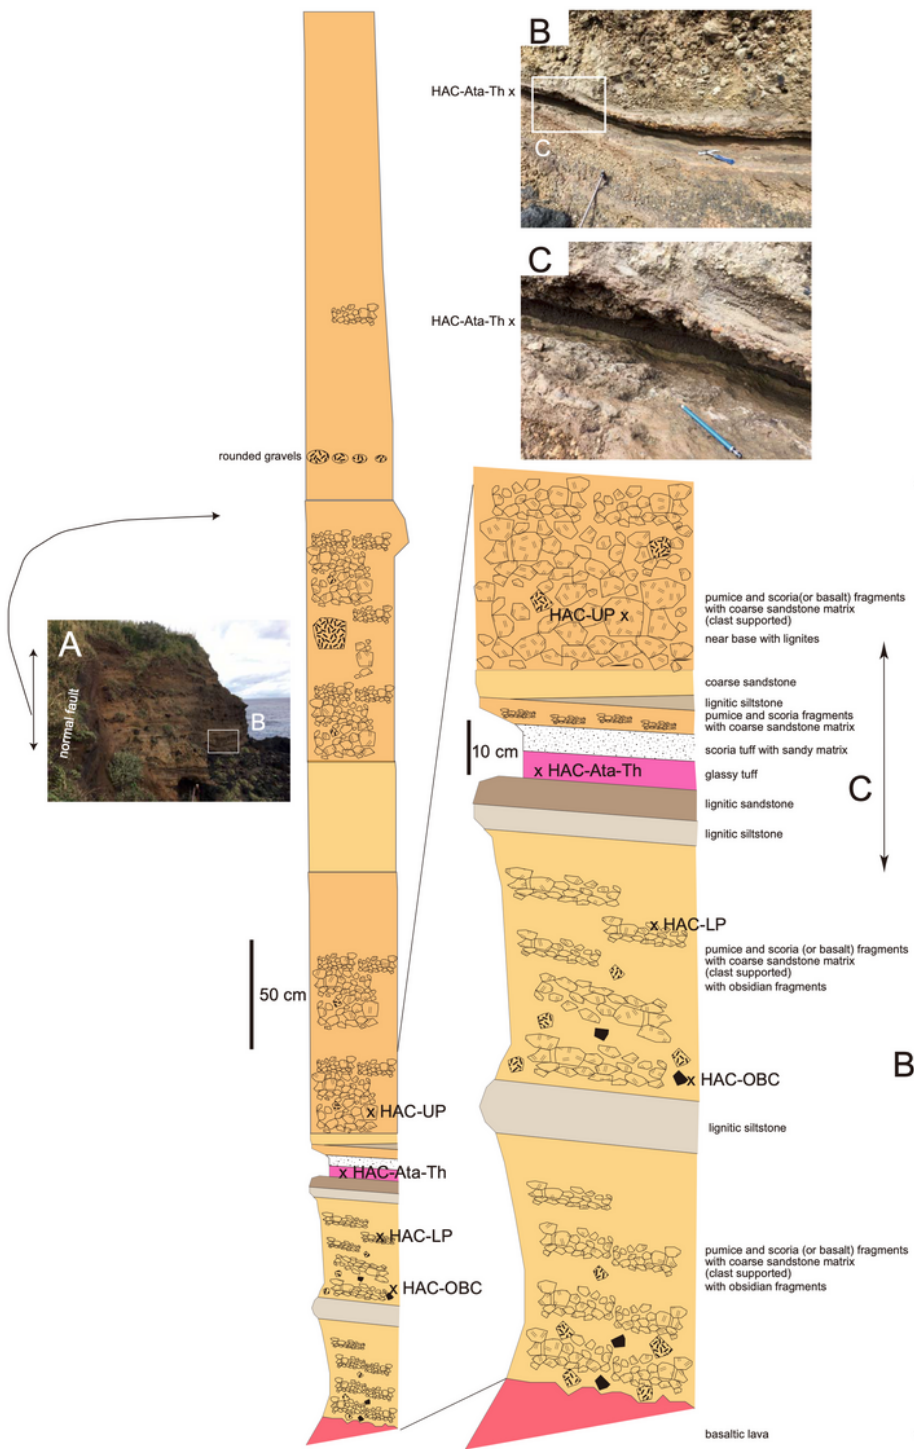 B
HAC-Ata-Th x
C
C
HAC-Ata-Th x
rounded gravels
A
normal fault
B
HAC-UP x
pumice and scoria(or basalt) fragments
with coarse sandstone matrix
(clast supported)
near base with lignites
coarse sandstone
lignitic siltstone
pumice and scoria fragments
with coarse sandstone matrix
10 cm
scoria tuff with sandy matrix
x HAC-Ata-Th
glassy tuff
C
lignitic sandstone
lignitic siltstone
x HAC-LP
pumice and scoria (or basalt) fragments
with coarse sandstone matrix
(clast supported)
with obsidian fragments
50 cm
B
x HAC-OBC
x HAC-UP
lignitic siltstone
x HAC-Ata-Th
x HAC-LP
x HAC-OBC
pumice and scoria (or basalt) fragments
with coarse sandstone matrix
(clast supported)
with obsidian fragments
basaltic lava